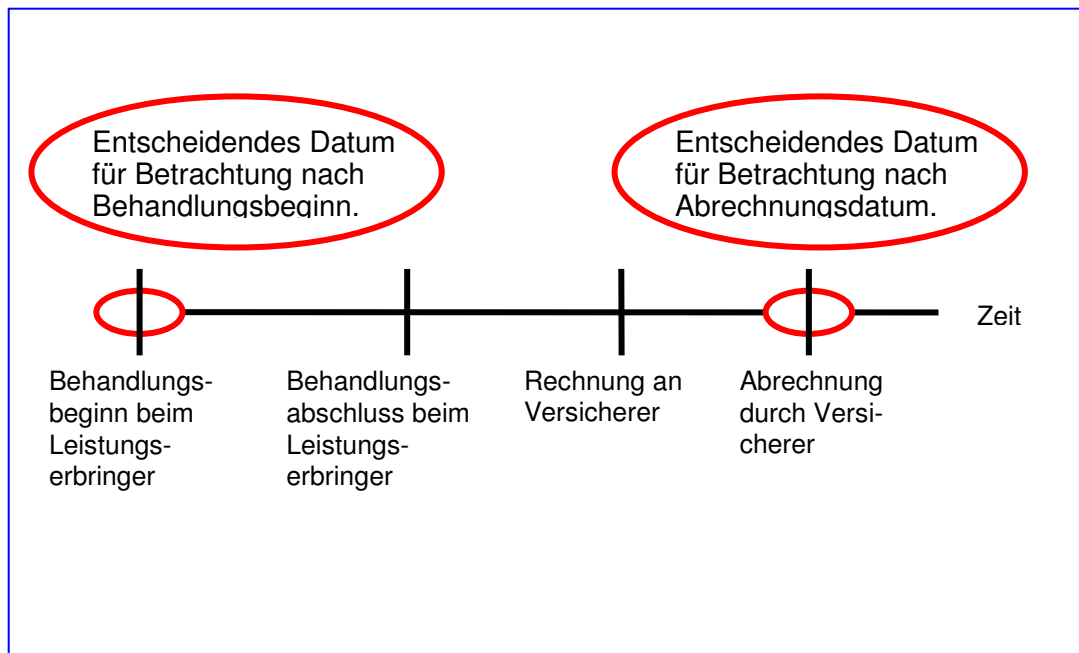 Entscheidendes Datum
für Betrachtung nach
Behandlungsbeginn.
Entscheidendes Datum
für Betrachtung nach
Abrechnungsdatum.
Zeit
Behandlungs-
beginn beim
Leistungs-
erbringer
Behandlungs-
abschluss beim
Leistungs-
erbringer
Rechnung an
Versicherer
Abrechnung
durch Versi-
cherer